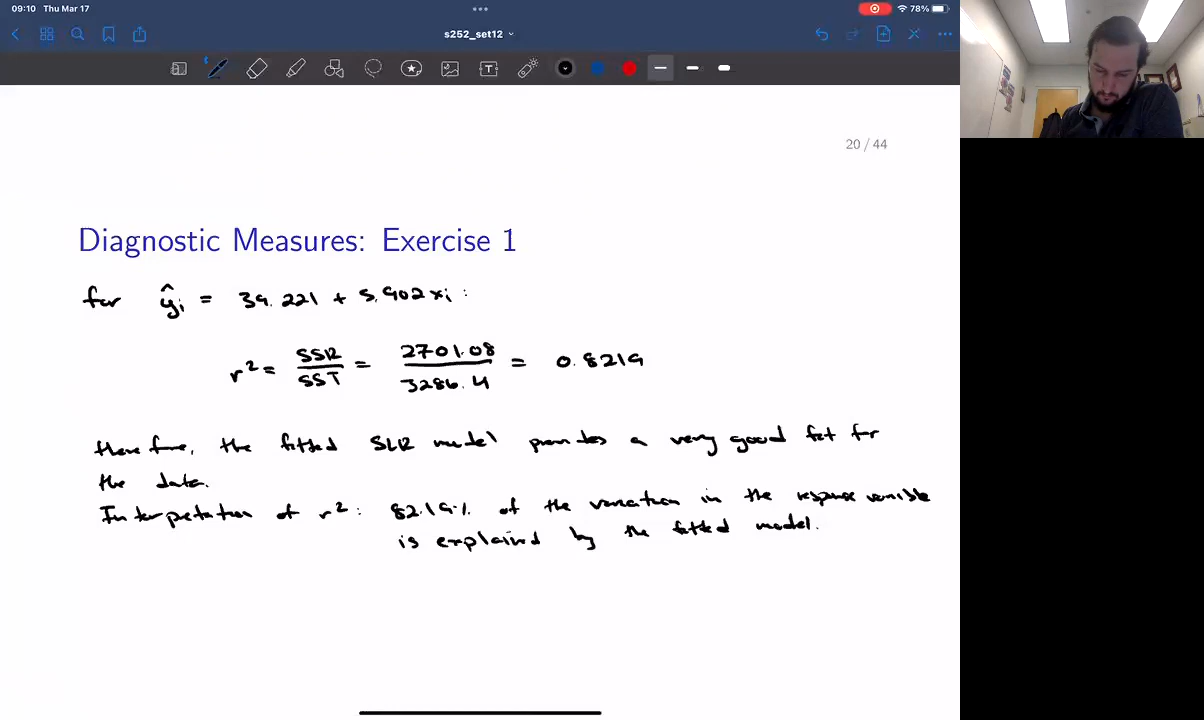 09:10 Thu Mar 17
78%
s252_set12
20 / 44
Diagnostic Measures: Exercise 1
for ŷᵢ = 39.221 + 5.902xᵢ :
r² = SSR/SST = 2701.08/3286.4 = 0.8219
therefore, the fitted SLR model provides a very good fit for
the data.
Interpretation of r²: 82.19% of the variation in the response variable
is explained by the fitted model.